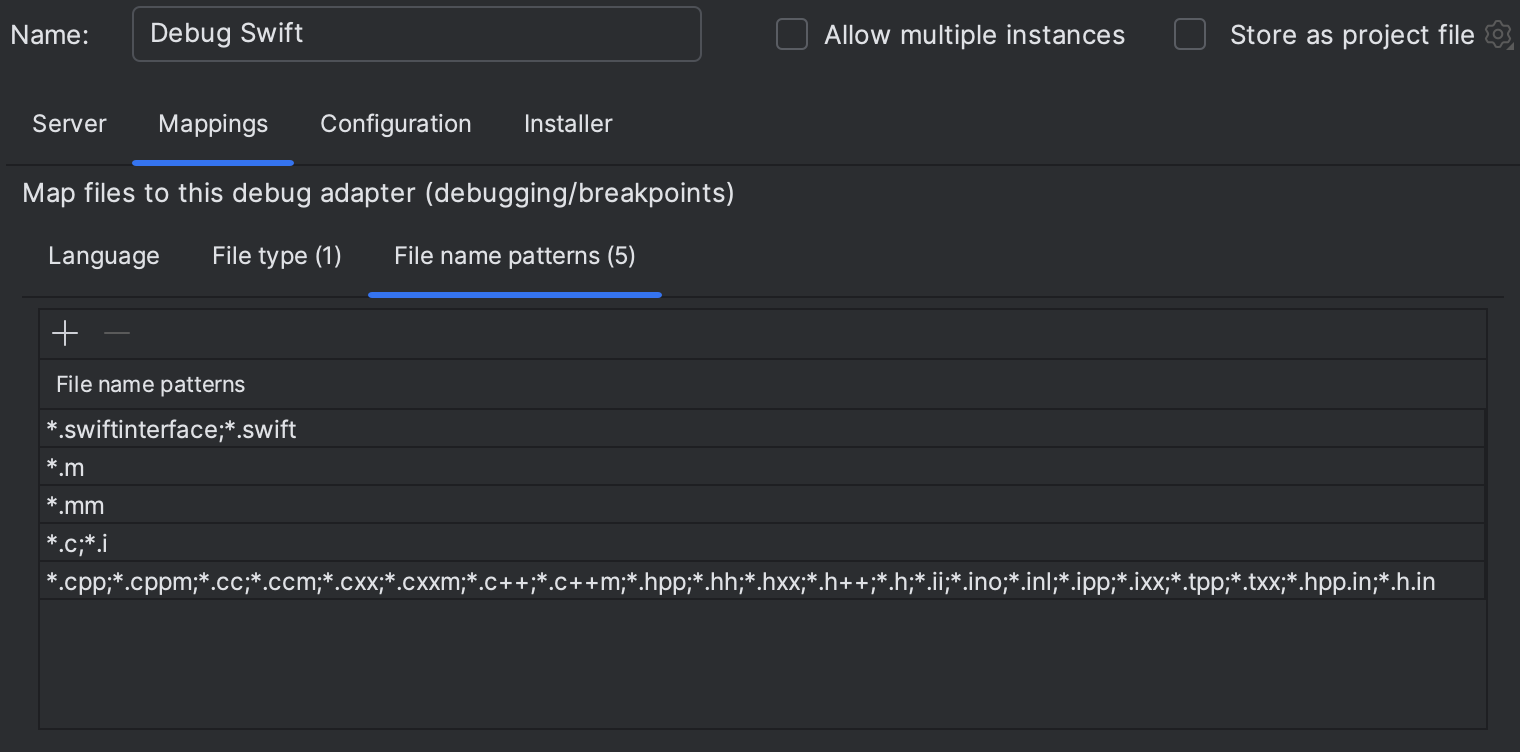 Name: Debug Swift Allow multiple instances Store as project file
Server Mappings Configuration Installer
Map files to this debug adapter (debugging/breakpoints)
Language File type (1) File name patterns (5)
File name patterns
*.swiftinterface;*.swift
*.m
*.mm
*.c;*.i
*.cpp;*.cppm;*.cc;*.ccm;*.cxx;*.cxxm;*.c++;*.c++m;*.hpp;*.hh;*.hxx;*.h++;*.h;*.ii;*.ino;*.inl;*.ipp;*.ixx;*.tpp;*.txx;*.hpp.in;*.h.in